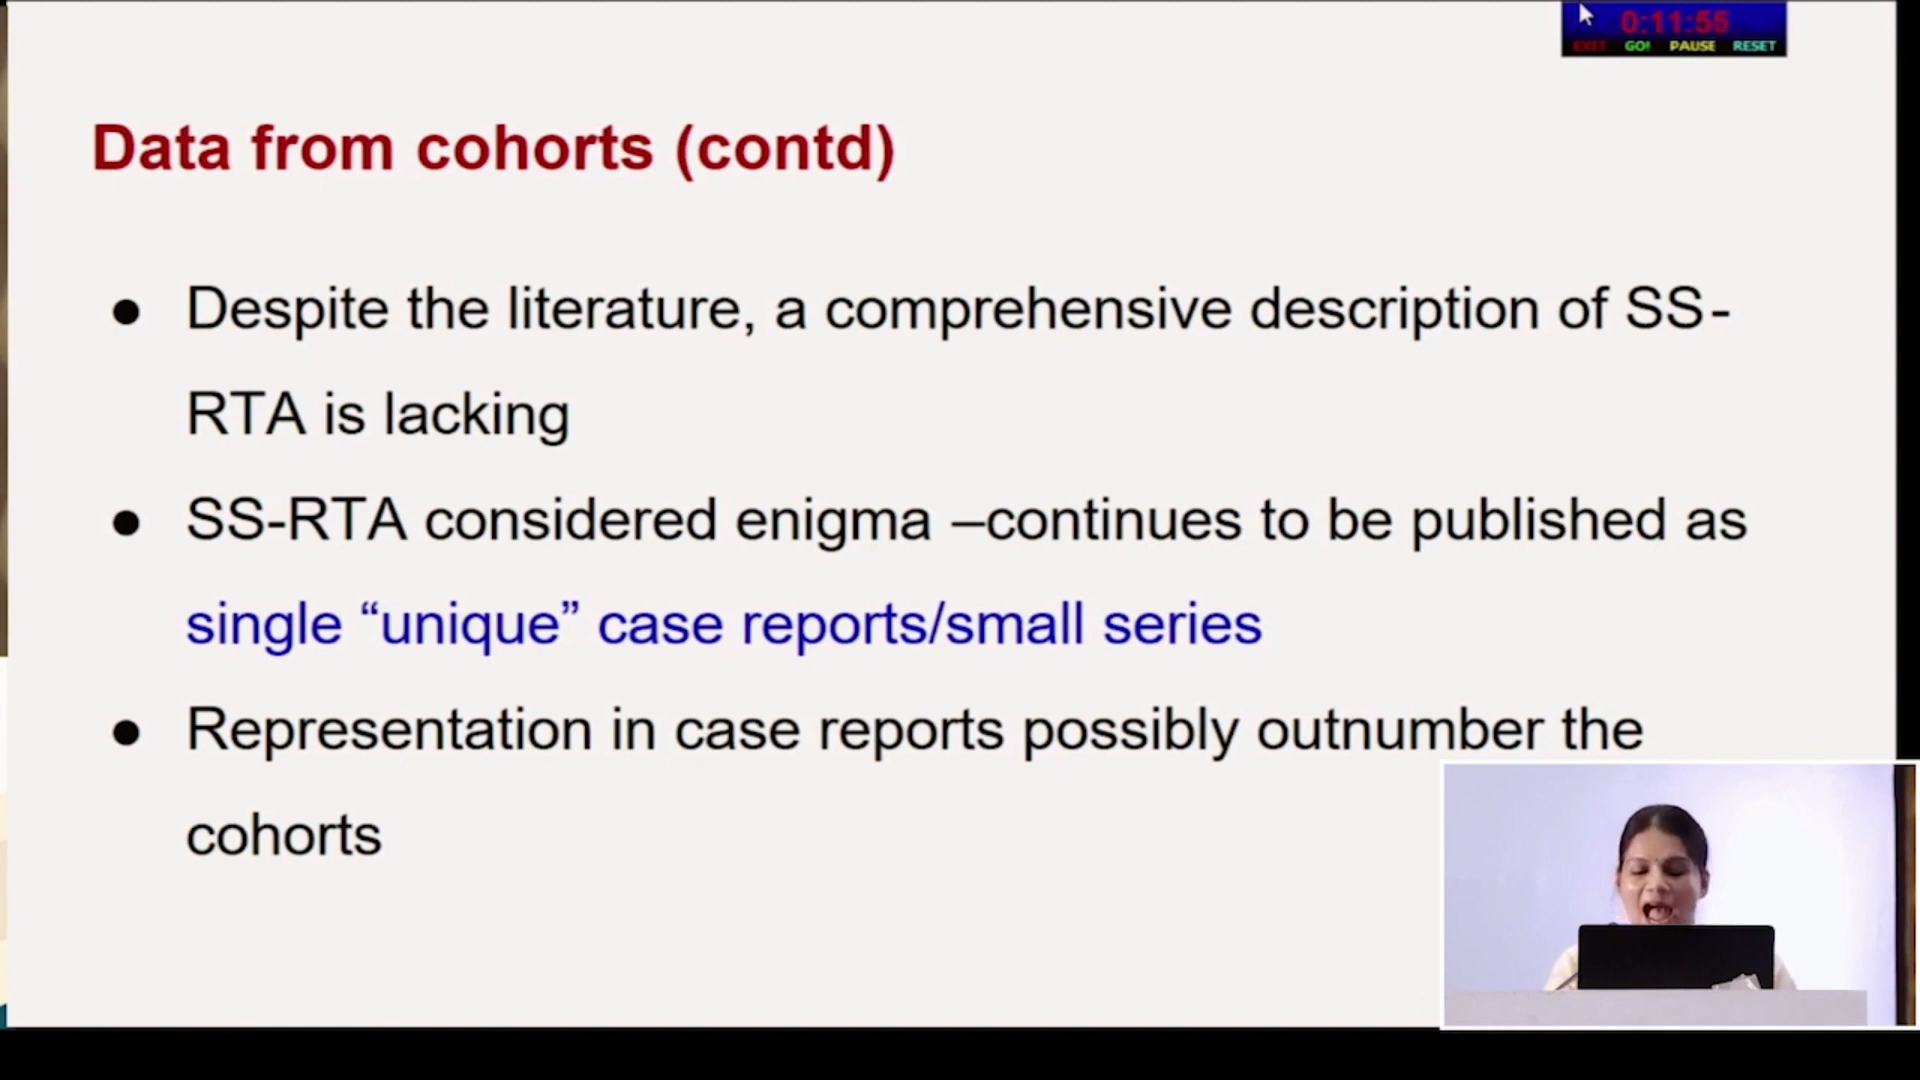 0:11:55
EXIT GO! PAUSE RESET
Data from cohorts (contd)
● Despite the literature, a comprehensive description of SS-
RTA is lacking
● SS-RTA considered enigma –continues to be published as
single “unique” case reports/small series
● Representation in case reports possibly outnumber the
cohorts